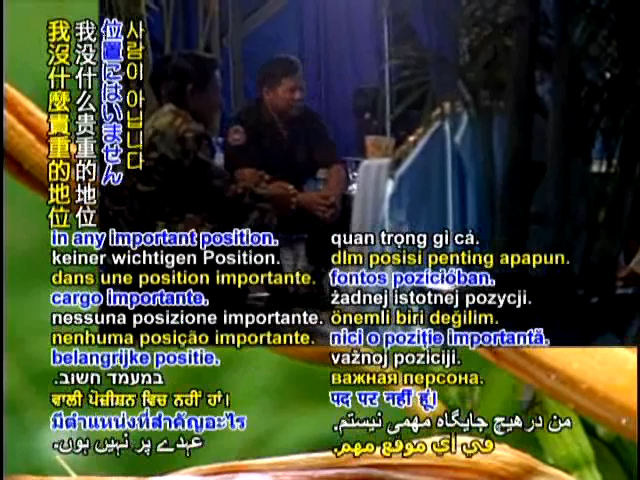 사람이 아닙니다
位置にはいません
我没什么贵重的地位
我沒什麼貴重的地位
in any important position.
keiner wichtigen Position.
dans une position importante.
cargo importante.
nessuna posizione importante.
nenhuma posição importante.
belangrijke positie.
במעמד חשוב.
ਵਾਲੀ ਪੋਜ਼ੀਸ਼ਨ ਵਿਚ ਨਹੀਂ ਹਾਂ।
มีตำแหน่งที่สำคัญอะไร
عہدے پر نہیں ہوں.
quan trọng gì cả.
dlm posisi penting apapun.
fontos pozícióban.
żadnej istotnej pozycji.
önemli biri değilim.
nici o poziție importantă.
važnoj poziciji.
важная персона.
पद पर नहीं हूं।
من در هیچ جایگاه مهمی نیستم.
في أي موقع مهم.